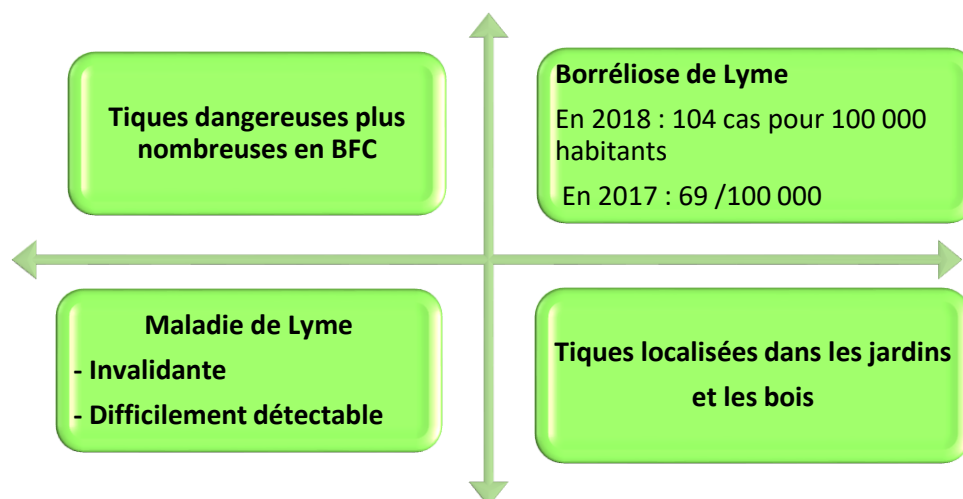 Tiques dangereuses plus
nombreuses en BFC
Borréliose de Lyme
En 2018 : 104 cas pour 100 000
habitants
En 2017 : 69 /100 000
Maladie de Lyme
- Invalidante
- Difficilement détectable
Tiques localisées dans les jardins
et les bois